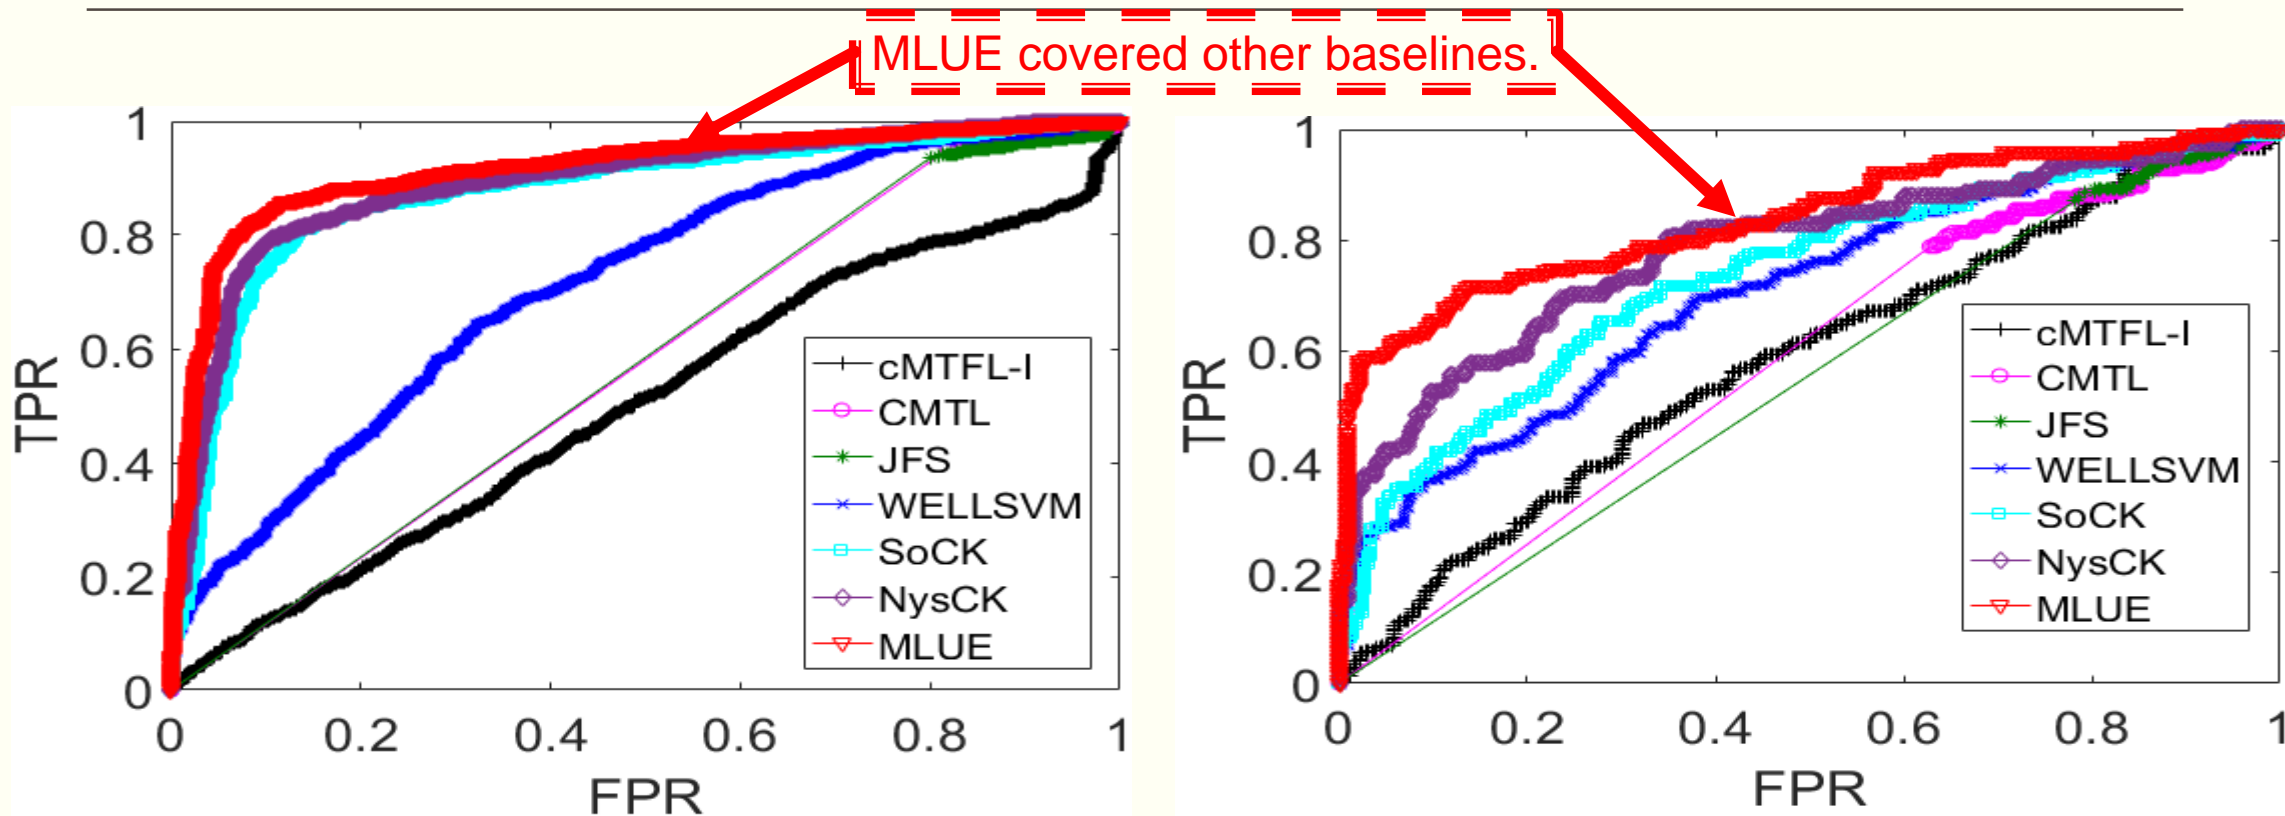 MLUE covered other baselines.
1
0.8
0.6
0.4
0.2
0
TPR
0 0.2 0.4 0.6 0.8 1
FPR
cMTFL-I
CMTL
JFS
WELLSVM
SoCK
NysCK
MLUE
1
0.8
0.6
0.4
0.2
0
TPR
0 0.2 0.4 0.6 0.8 1
FPR
cMTFL-I
CMTL
JFS
WELLSVM
SoCK
NysCK
MLUE